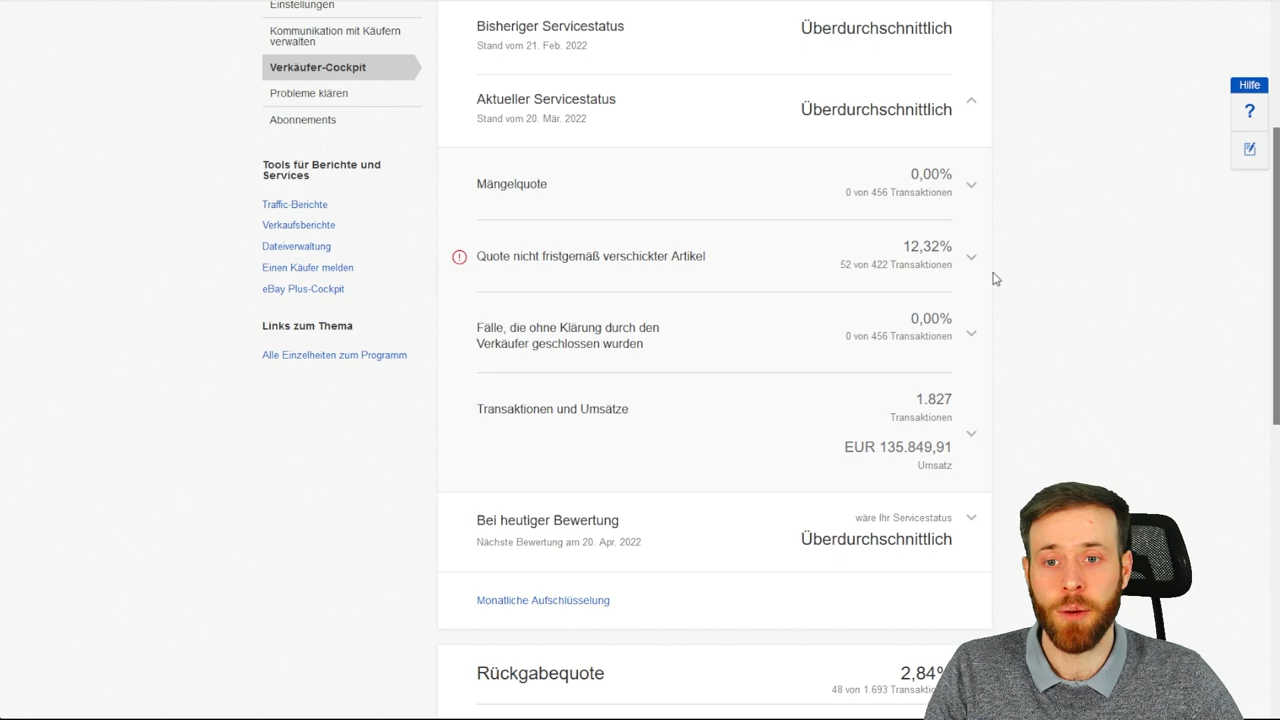 Einstellungen
Kommunikation mit Käufern
verwalten
Verkäufer-Cockpit
Probleme klären
Abonnements
Tools für Berichte und
Services
Traffic-Berichte
Verkaufsberichte
Dateiverwaltung
Einen Käufer melden
eBay Plus-Cockpit
Links zum Thema
Alle Einzelheiten zum Programm
Bisheriger Servicestatus
Stand vom 21. Feb. 2022
Überdurchschnittlich
Aktueller Servicestatus
Stand vom 20. Mär. 2022
Überdurchschnittlich
Mängelquote
0,00%
0 von 456 Transaktionen
Quote nicht fristgemäß verschickter Artikel
12,32%
52 von 422 Transaktionen
Fälle, die ohne Klärung durch den
Verkäufer geschlossen wurden
0,00%
0 von 456 Transaktionen
Transaktionen und Umsätze
1.827
Transaktionen
EUR 135.849,91
Umsatz
Bei heutiger Bewertung
Nächste Bewertung am 20. Apr. 2022
wäre Ihr Servicestatus
Überdurchschnittlich
Monatliche Aufschlüsselung
Rückgabequote
2,84%
48 von 1.693
Hilfe
?